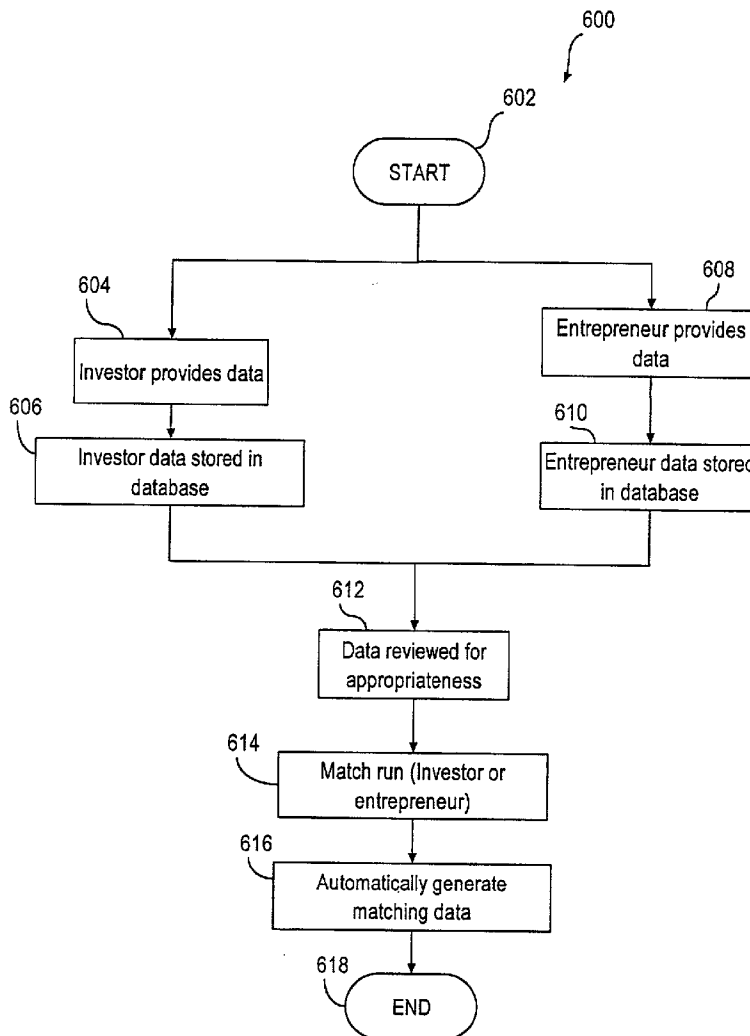 600
602
START
604
608
Investor provides data
Entrepreneur provides
data
606
610
Investor data stored in
database
Entrepreneur data stored
in database
612
Data reviewed for
appropriateness
614
Match run (Investor or
entrepreneur)
616
Automatically generate
matching data
618
END